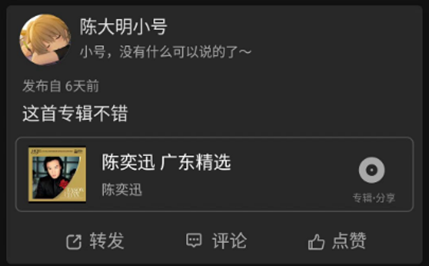 陈大明小号
小号，没有什么可以说的了～
发布自 6天前
这首专辑不错
陈奕迅 广东精选
陈奕迅
专辑·分享
转发
评论
点赞